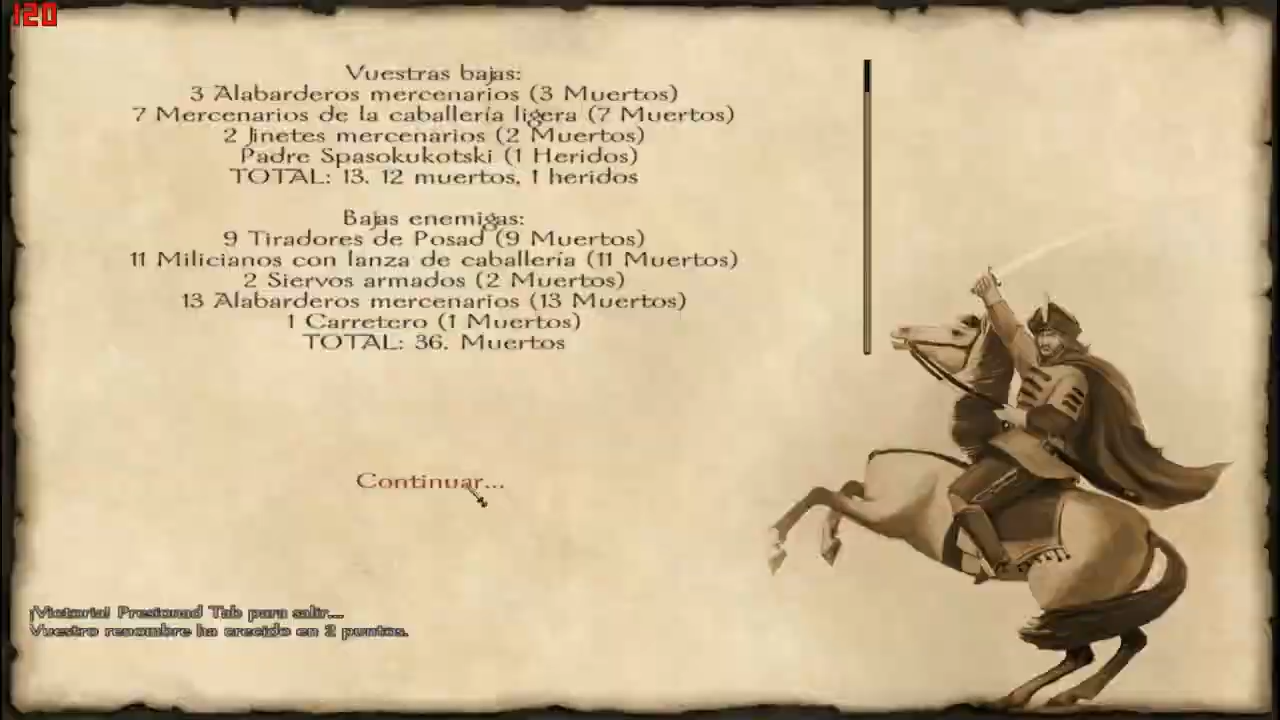 120
Vuestras bajas:
3 Alabarderos mercenarios (3 Muertos)
7 Mercenarios de la caballería ligera (7 Muertos)
2 Jinetes mercenarios (2 Muertos)
Padre Spasokukotski (1 Heridos)
TOTAL: 13. 12 muertos, 1 heridos
Bajas enemigas:
9 Tiradores de Posad (9 Muertos)
11 Milicianos con lanza de caballería (11 Muertos)
2 Siervos armados (2 Muertos)
13 Alabarderos mercenarios (13 Muertos)
1 Carretero (1 Muertos)
TOTAL: 36. Muertos
Continuar...
¡Victoria! Presionad Tab para salir...
Vuestro renombre ha crecido en 2 puntos.